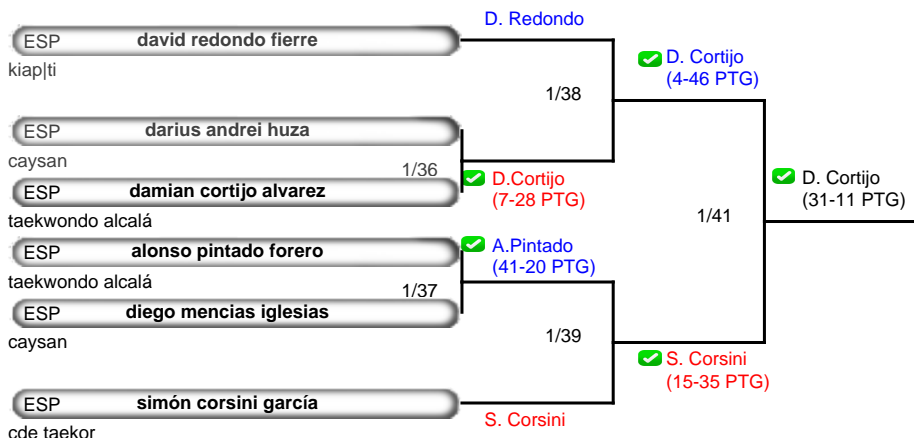 D. Redondo
ESP david redondo fierre
kiap|ti
D. Cortijo
(4-46 PTG)
1/38
ESP darius andrei huza
caysan
1/36
ESP damian cortijo alvarez
D.Cortijo
(7-28 PTG)
taekwondo alcalá
D. Cortijo
(31-11 PTG)
1/41
ESP alonso pintado forero
A.Pintado
(41-20 PTG)
taekwondo alcalá
1/37
ESP diego mencias iglesias
caysan
1/39
S. Corsini
(15-35 PTG)
ESP simón corsini garcía
S. Corsini
cde taekor